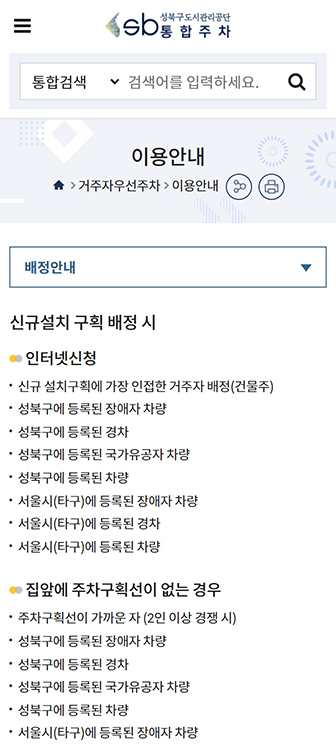 sb 성북구도시관리공단
통합주차
통합검색 검색어를 입력하세요.
이용안내
거주자우선주차 이용안내
배정안내
신규설치 구획 배정 시
인터넷신청
신규 설치구획에 가장 인접한 거주자 배정(건물주)
성북구에 등록된 장애자 차량
성북구에 등록된 경차
성북구에 등록된 국가유공자 차량
성북구에 등록된 차량
서울시(타구)에 등록된 장애자 차량
서울시(타구)에 등록된 경차
서울시(타구)에 등록된 차량
집앞에 주차구획선이 없는 경우
주차구획선이 가까운 자 (2인 이상 경쟁 시)
성북구에 등록된 장애자 차량
성북구에 등록된 경차
성북구에 등록된 국가유공자 차량
성북구에 등록된 차량
서울시(타구)에 등록된 장애자 차량